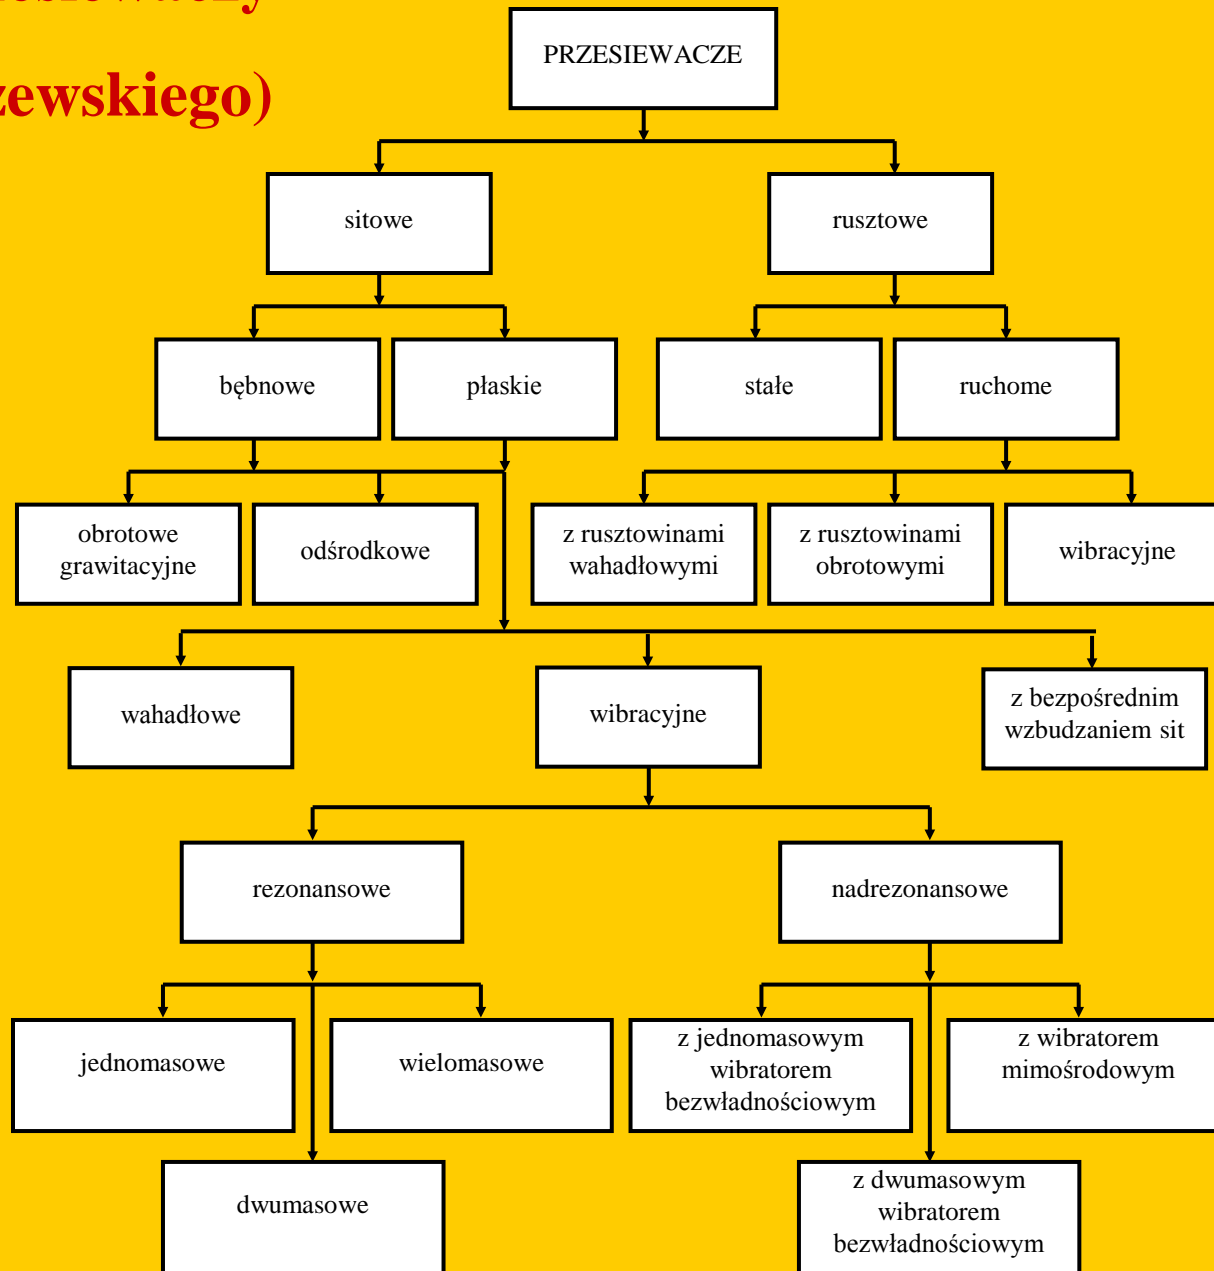 zewskiego)
PRZESIEWACZE
sitowe
rusztowe
bębnowe
płaskie
stałe
ruchome
obrotowe
grawitacyjne
odśrodkowe
z rusztowinami
wahadłowymi
z rusztowinami
obrotowymi
wibracyjne
wahadłowe
wibracyjne
z bezpośrednim
wzbudzaniem sit
rezonansowe
nadrezonansowe
jednomasowe
wielomasowe
z jednomasowym
wibratorem
bezwładnościowym
z wibratorem
mimośrodowym
dwumasowe
z dwumasowym
wibratorem
bezwładnościowym